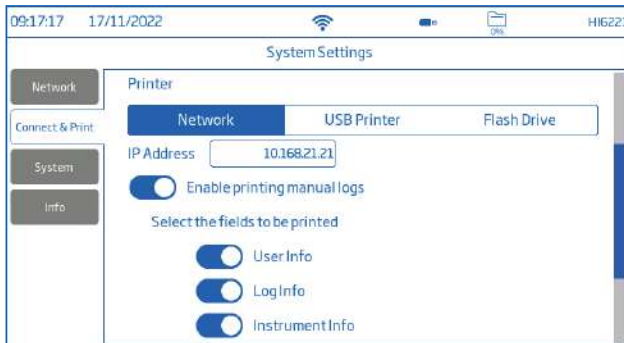 09:17:17 17/11/2022
System Settings
Network
Connect & Print
System
Info
Printer
Network USB Printer Flash Drive
IP Address 10.168.21.21
Enable printing manual logs
Select the fields to be printed
User Info
Log Info
Instrument Info